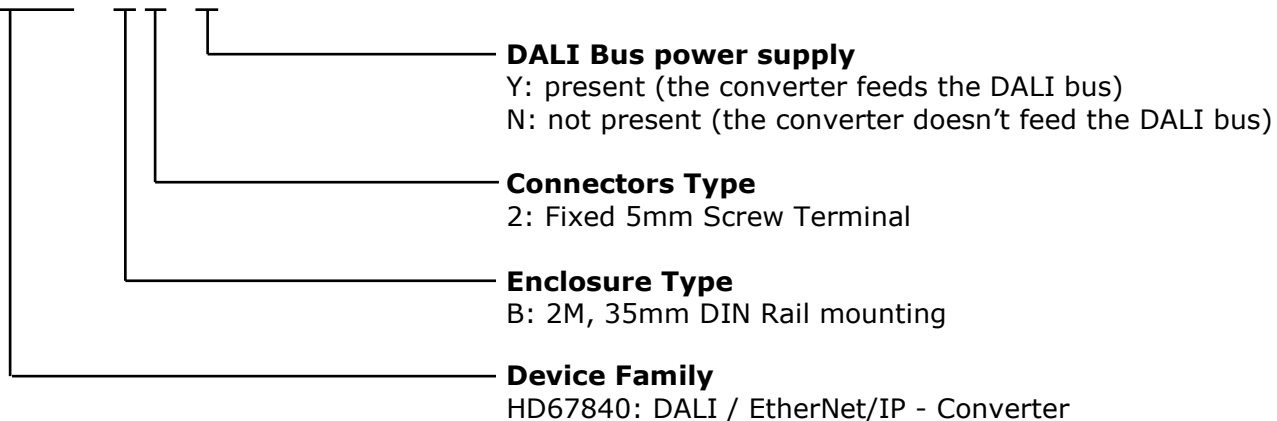 DALI Bus power supply
Y: present (the converter feeds the DALI bus)
N: not present (the converter doesn’t feed the DALI bus)
Connectors Type
2: Fixed 5mm Screw Terminal
Enclosure Type
B: 2M, 35mm DIN Rail mounting
Device Family
HD67840: DALI / EtherNet/IP - Converter